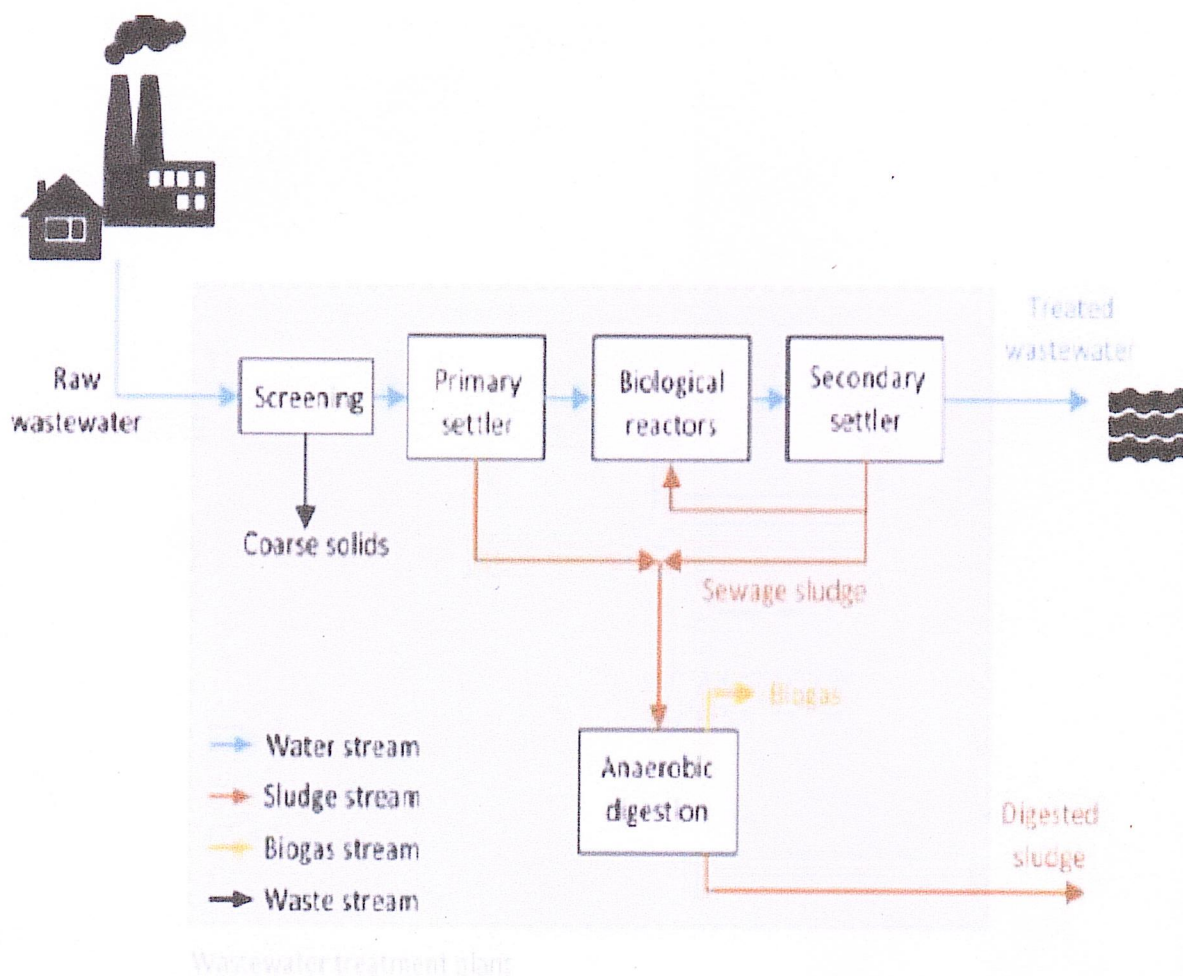 Treated
wastewater
Raw
wastewater
Screening
Primary
settler
Biological
reactors
Secondary
settler
Coarse solids
Sewage sludge
Biogas
Anaerobic
digestion
Water stream
Sludge stream
Biogas stream
Waste stream
Digested
sludge
Wastewater treatment plant